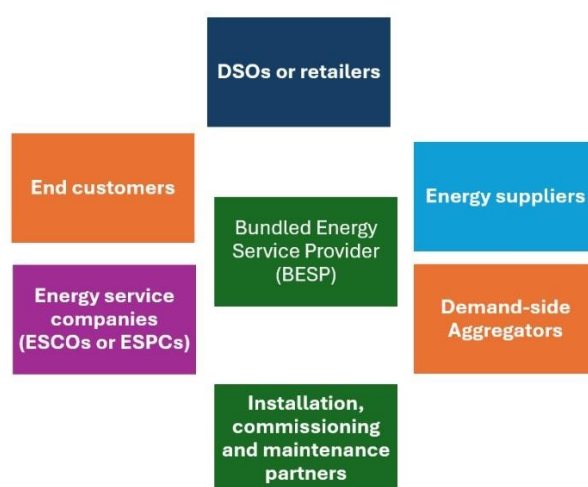 DSOs or retailers
End customers
Energy suppliers
Bundled Energy
Service Provider
(BESP)
Energy service
companies
(ESCOs or ESPCs)
Demand-side
Aggregators
Installation,
commissioning
and maintenance
partners